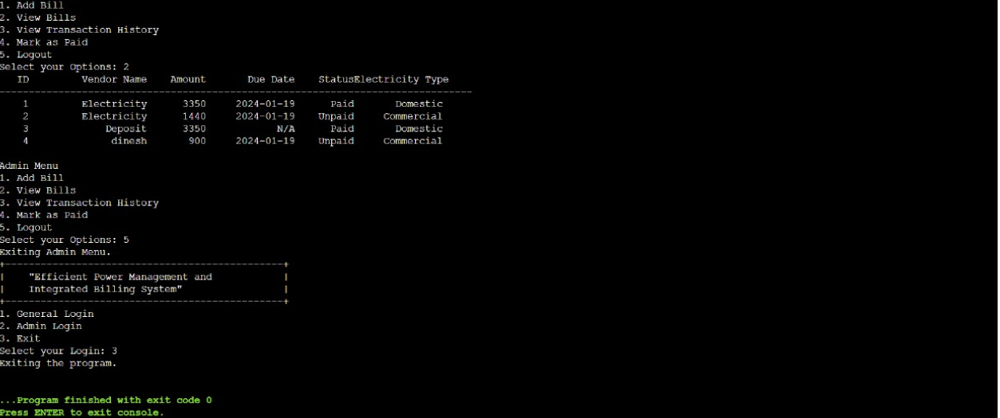 1. Add Bill
2. View Bills
3. View Transaction History
4. Mark as Paid
5. Logout
Select your Options: 2
   ID         Vendor Name    Amount       Due Date    StatusElectricity Type
--------------------------------------------------------------------------------
    1         Electricity      3350     2024-01-19      Paid       Domestic
    2         Electricity      1440     2024-01-19    Unpaid     Commercial
    3             Deposit      3350            N/A      Paid       Domestic
    4              dinesh       900     2024-01-19    Unpaid     Commercial
Admin Menu
1. Add Bill
2. View Bills
3. View Transaction History
4. Mark as Paid
5. Logout
Select your Options: 5
Exiting Admin Menu.
+-----------------------------------------------+
|    "Efficient Power Management and            |
|    Integrated Billing System"                 |
+-----------------------------------------------+
1. General Login
2. Admin Login
3. Exit
Select your Login: 3
Exiting the program.
...Program finished with exit code 0
Press ENTER to exit console.